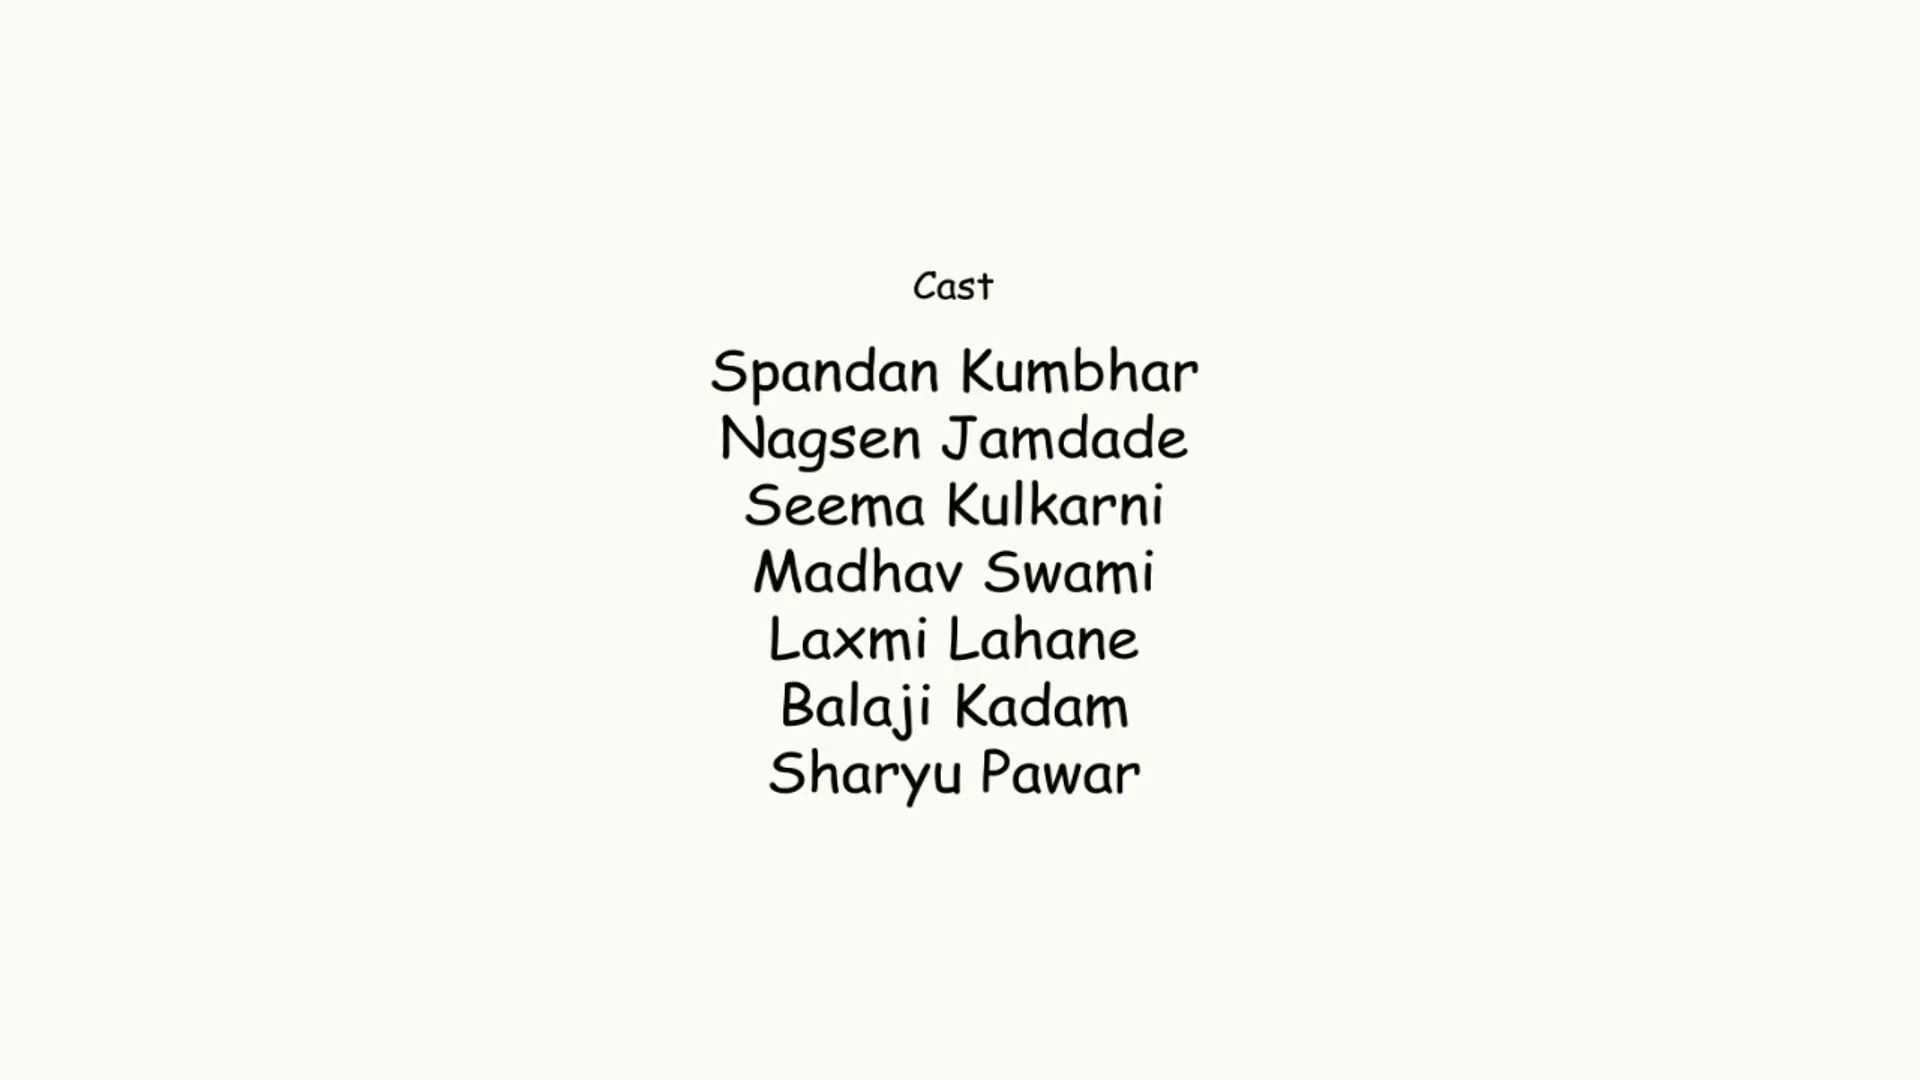 Cast
Spandan Kumbhar
Nagsen Jamdade
Seema Kulkarni
Madhav Swami
Laxmi Lahane
Balaji Kadam
Sharyu Pawar